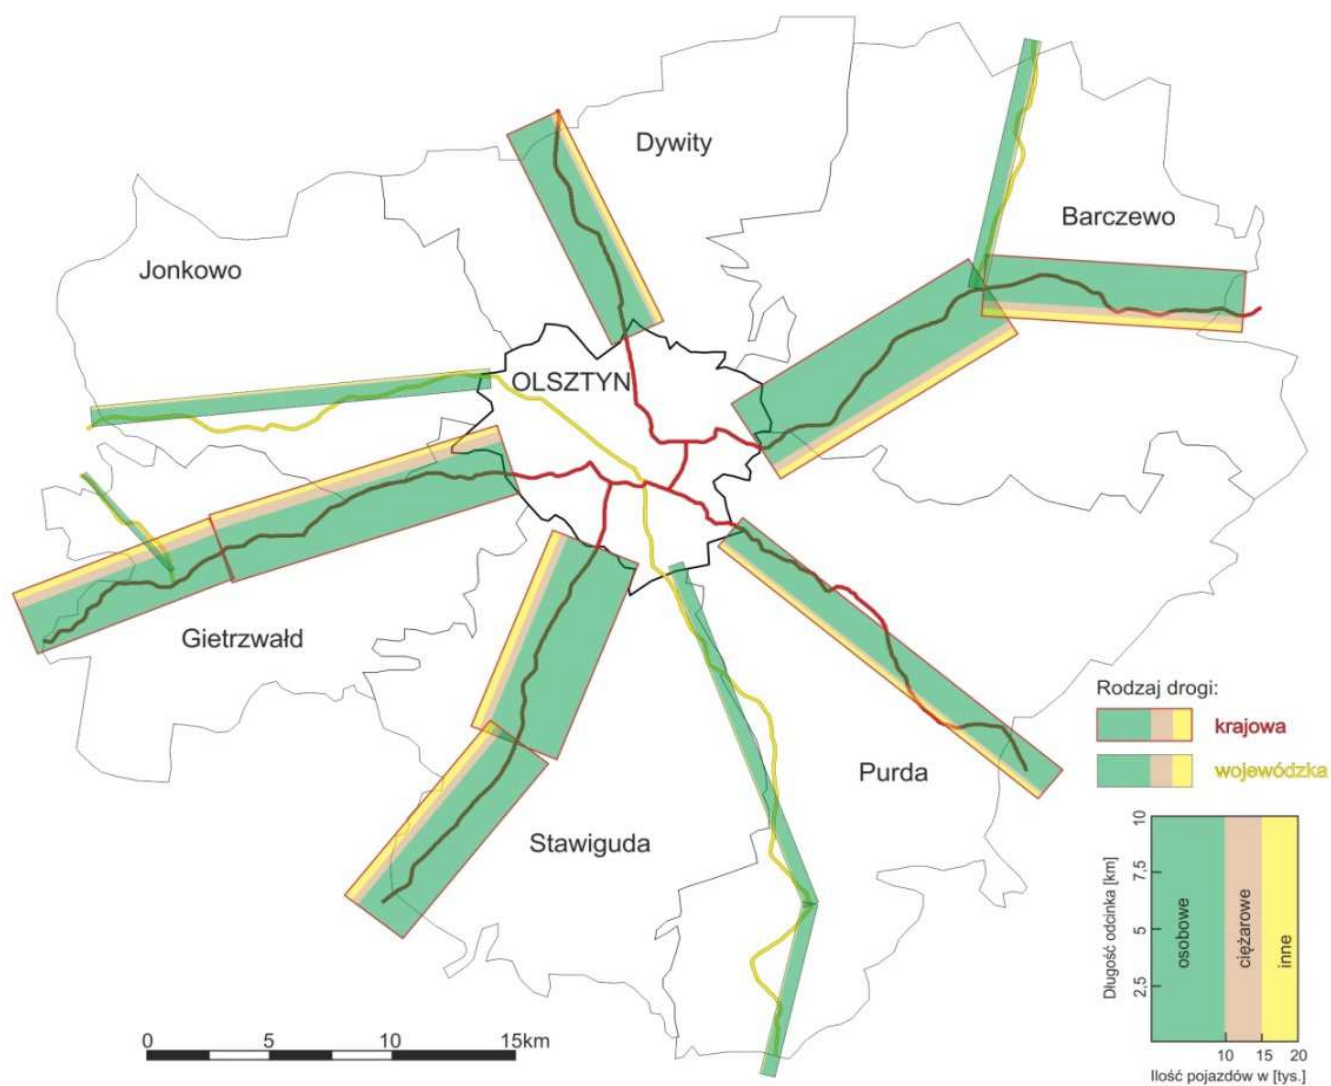 Dywity
Barczewo
Jonkowo
OLSZTYN
Gietrzwałd
Rodzaj drogi:
krajowa
wojewódzka
Purda
Stawiguda
Długość odcinka [km]
10
7,5
5
2,5
osobowe
ciężarowe
inne
10 15 20
Ilość pojazdów w [tys.]
0 5 10 15km